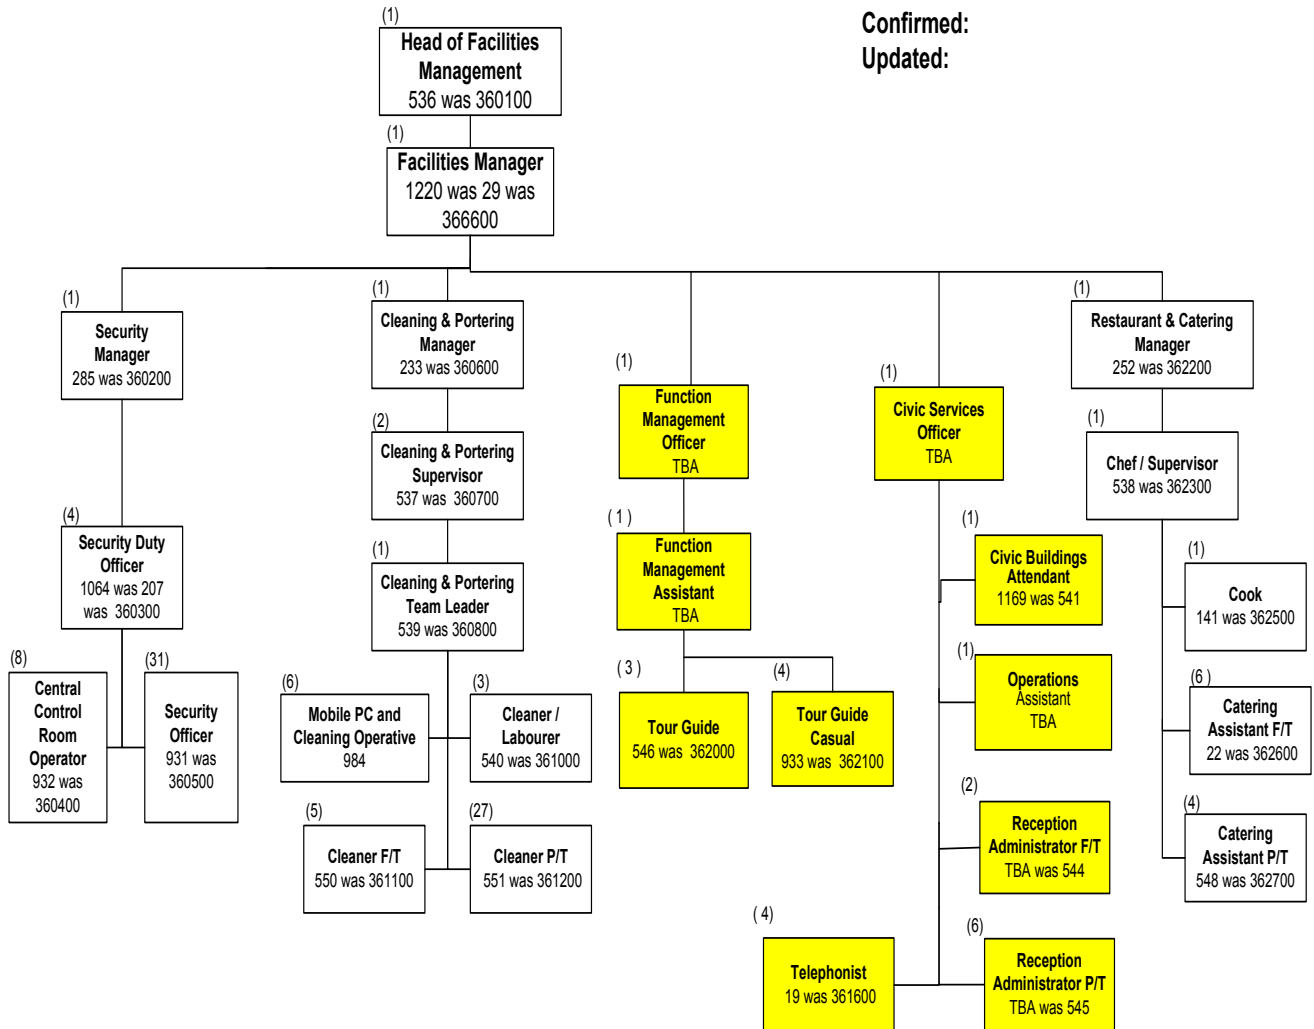 Confirmed:
Updated:
(1)
Head of Facilities
Management
536 was 360100
(1)
Facilities Manager
1220 was 29 was
366600
(1)
Security
Manager
285 was 360200
(4)
Security Duty
Officer
1064 was 207
was 360300
(8)
Central
Control
Room
Operator
932 was
360400
(31)
Security
Officer
931 was
360500
(1)
Cleaning & Portering
Manager
233 was 360600
(2)
Cleaning & Portering
Supervisor
537 was 360700
(1)
Cleaning & Portering
Team Leader
539 was 360800
(6)
Mobile PC and
Cleaning Operative
984
(3)
Cleaner /
Labourer
540 was 361000
(5)
Cleaner F/T
550 was 361100
(27)
Cleaner P/T
551 was 361200
(1)
Function
Management
Officer
TBA
( 1 )
Function
Management
Assistant
TBA
( 3 )
Tour Guide
546 was 362000
(4)
Tour Guide
Casual
933 was 362100
(1)
Civic Services
Officer
TBA
(1)
Civic Buildings
Attendant
1169 was 541
(1)
Operations
Assistant
TBA
(2)
Reception
Administrator F/T
TBA was 544
( 4)
Telephonist
19 was 361600
(6)
Reception
Administrator P/T
TBA was 545
(1)
Restaurant & Catering
Manager
252 was 362200
(1)
Chef / Supervisor
538 was 362300
(1)
Cook
141 was 362500
(6 )
Catering
Assistant F/T
22 was 362600
(4)
Catering
Assistant P/T
548 was 362700